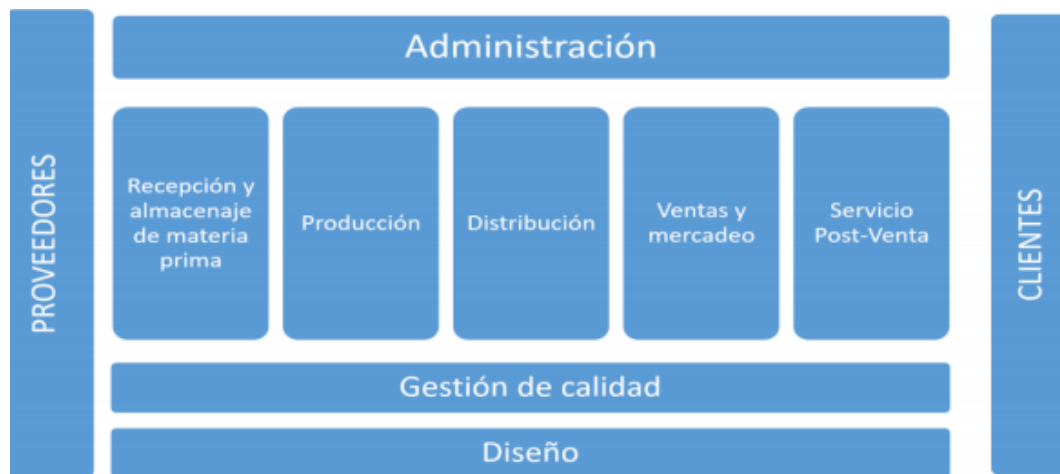 PROVEEDORES
Administración
Recepción y
almacenaje
de materia
prima
Producción
Distribución
Ventas y
mercadeo
Servicio
Post-Venta
Gestión de calidad
Diseño
CLIENTES